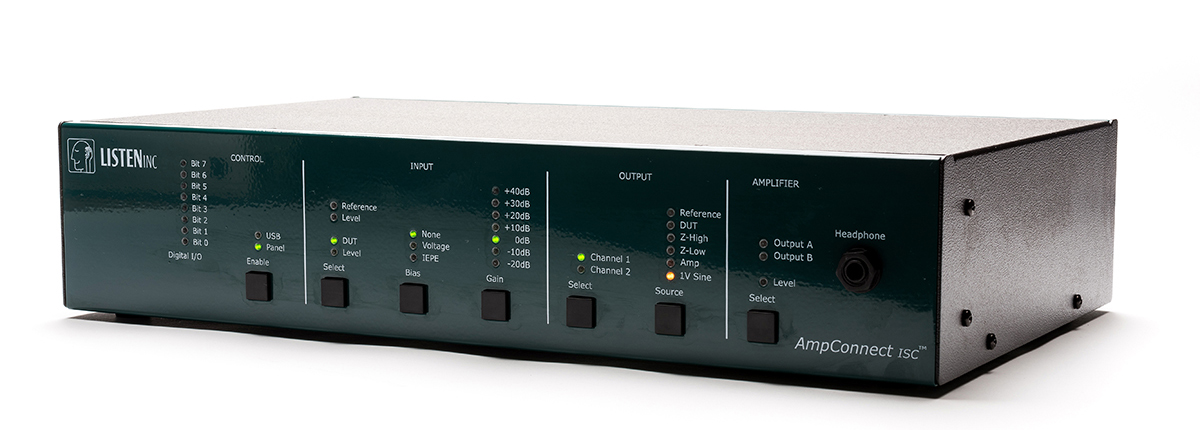 LISTEN INC
CONTROL
Bit 7
Bit 6
Bit 5
Bit 4
Bit 3
Bit 2
Bit 1
Bit 0
Digital I/O
USB
Panel
Enable
INPUT
Reference
Level
DUT
Level
Select
None
Voltage
IEPE
Bias
+40dB
+30dB
+20dB
+10dB
0dB
-10dB
-20dB
Gain
OUTPUT
Channel 1
Channel 2
Select
Reference
DUT
Z-High
Z-Low
Amp
1V Sine
Source
AMPLIFIER
Output A
Output B
Level
Select
Headphone
AmpConnect ISC™